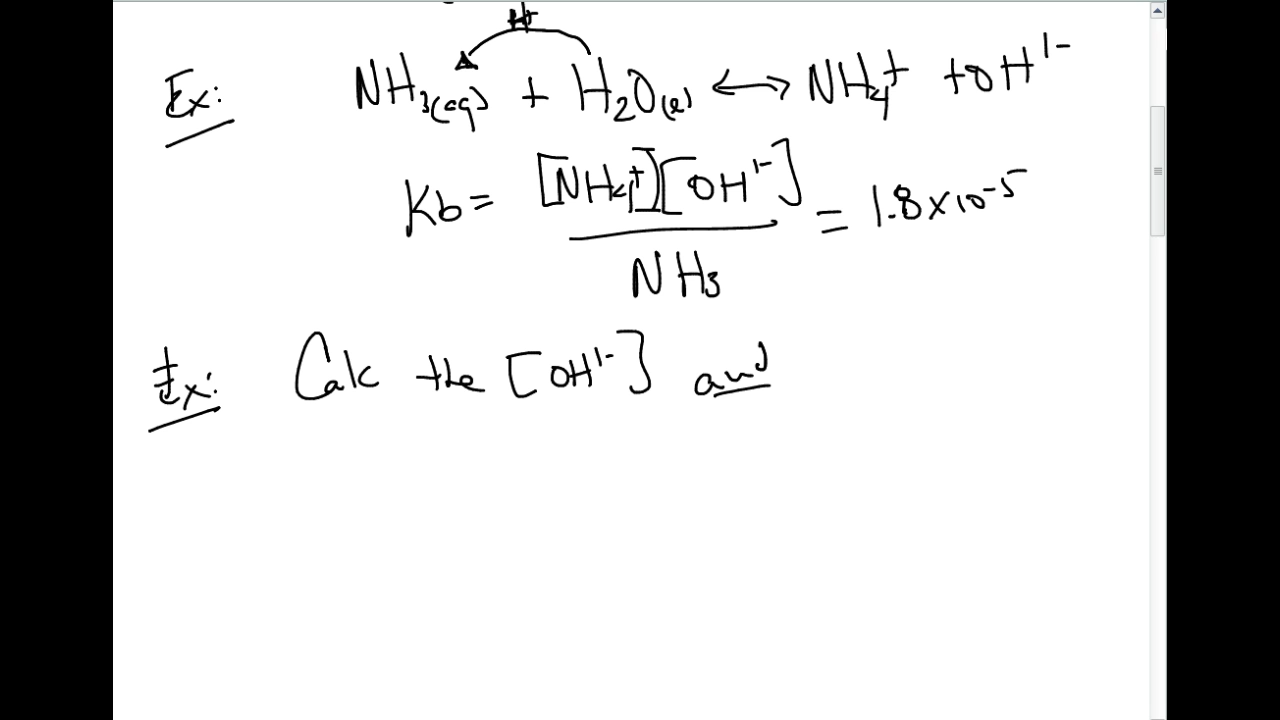 H+
Ex: NH3(aq) + H2O(l) <-> NH4+ + OH1-
Kb = [NH4+][OH1-] / NH3 = 1.8x10-5
Ex: Calc the [OH1-] and